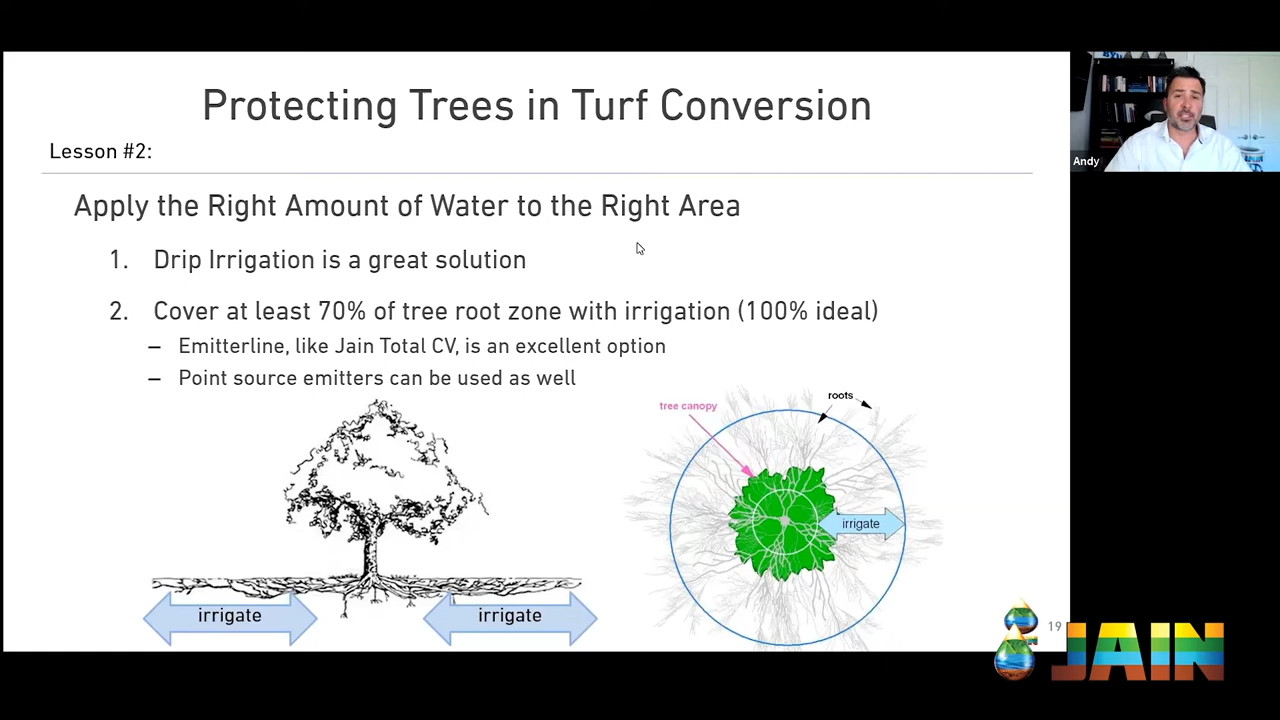 Protecting Trees in Turf Conversion
Lesson #2:
Apply the Right Amount of Water to the Right Area
1. Drip Irrigation is a great solution
2. Cover at least 70% of tree root zone with irrigation (100% ideal)
– Emitterline, like Jain Total CV, is an excellent option
– Point source emitters can be used as well
tree canopy
roots
irrigate
irrigate
irrigate
19
JAIN
Andy